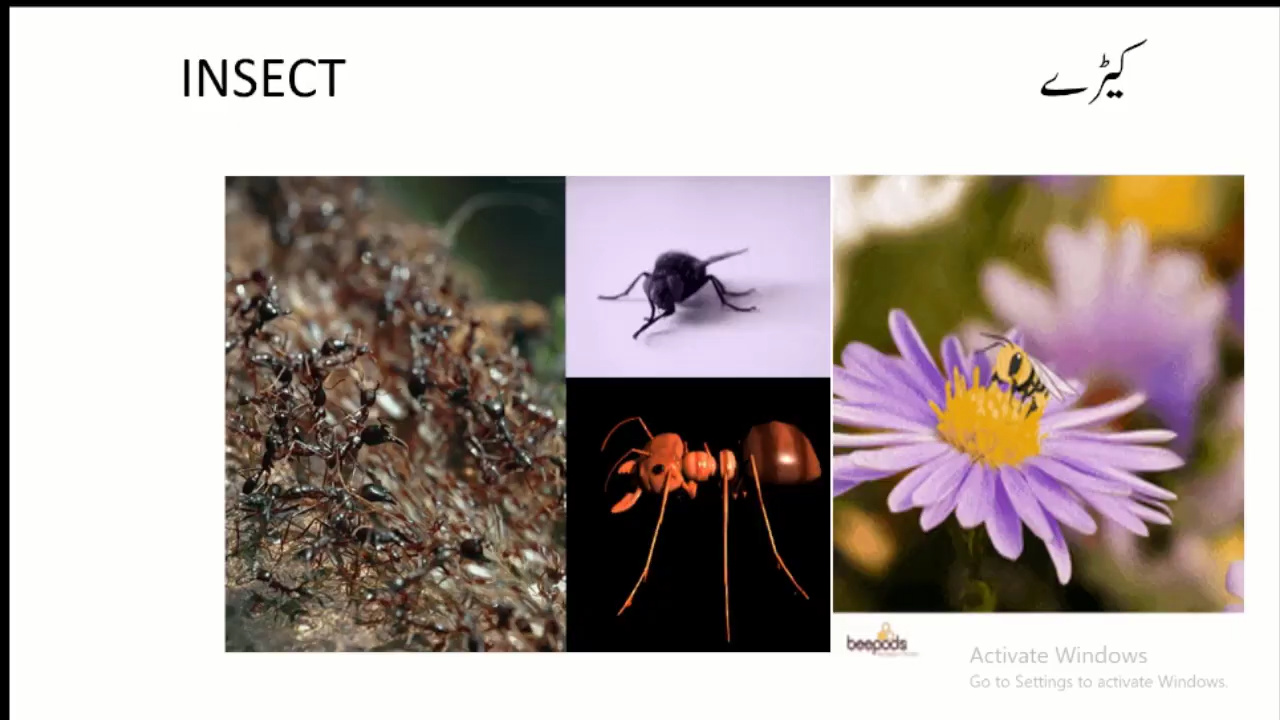 INSECT
کیڑے
beepods
Activate Windows
Go to Settings to activate Windows.